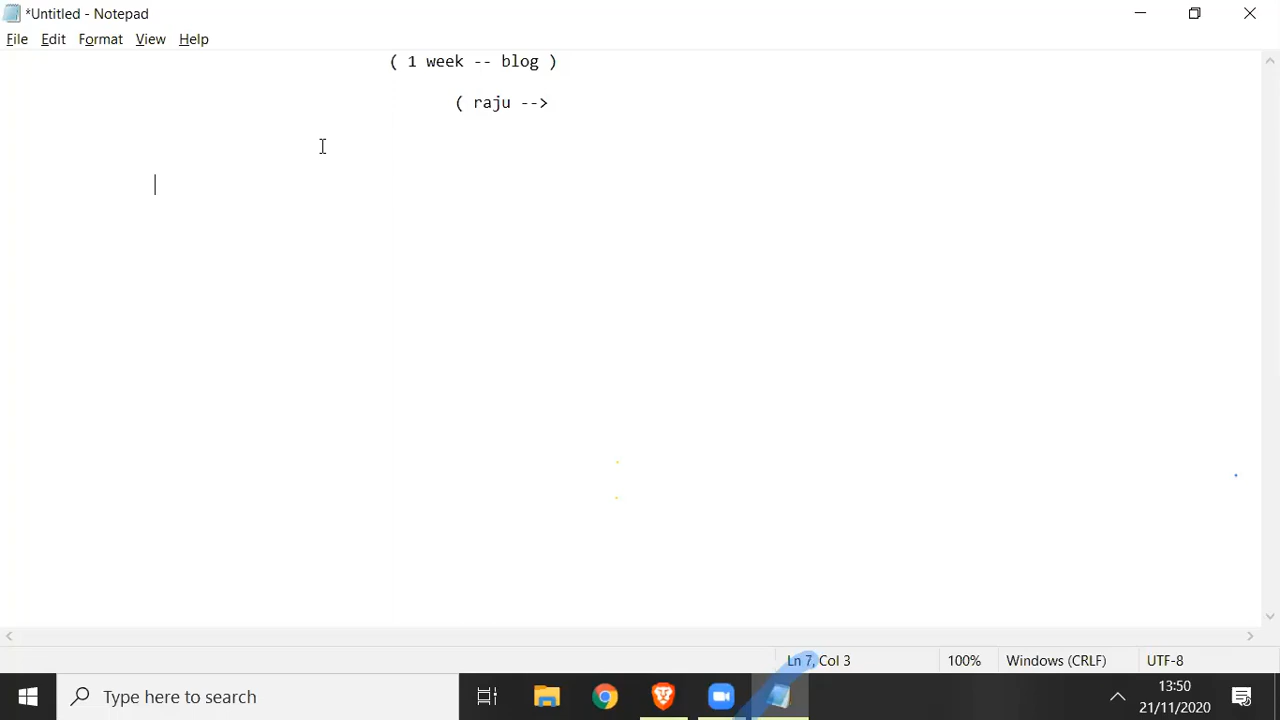 *Untitled - Notepad
File Edit Format View Help
( 1 week -- blog )
( raju -->
Ln 7, Col 3 100% Windows (CRLF) UTF-8
Type here to search
13:50
21/11/2020